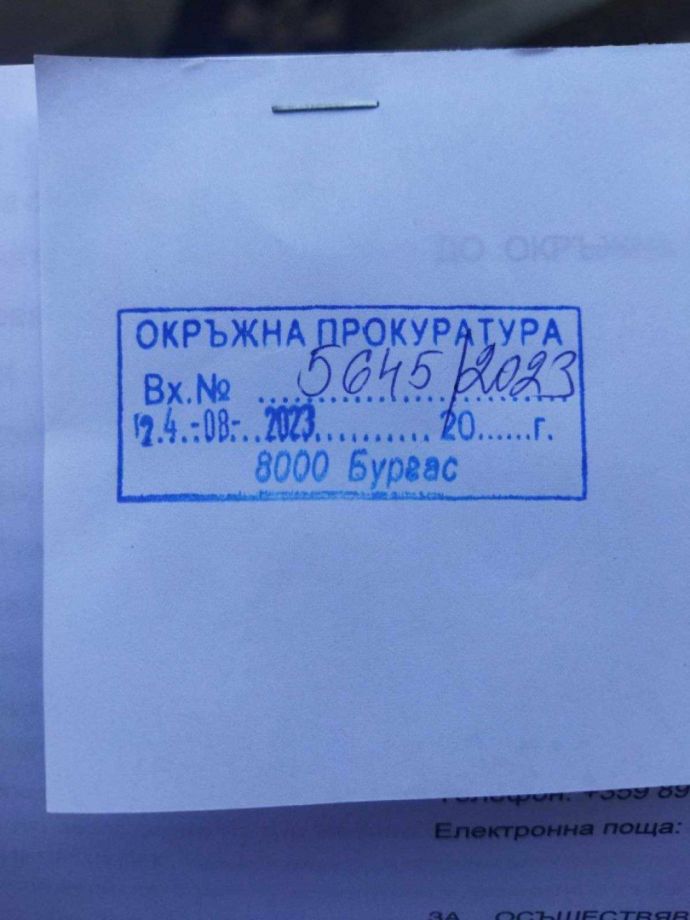 ДО ОКРЪЖНА
ОКРЪЖНА ПРОКУРАТУРА
Вх.№ 5645/2023
24.-08-.2023............20......г.
8000 Бургас
Телефон: +359 89
Електронна поща:
ЗА ОСЪЩЕСТВЯВ